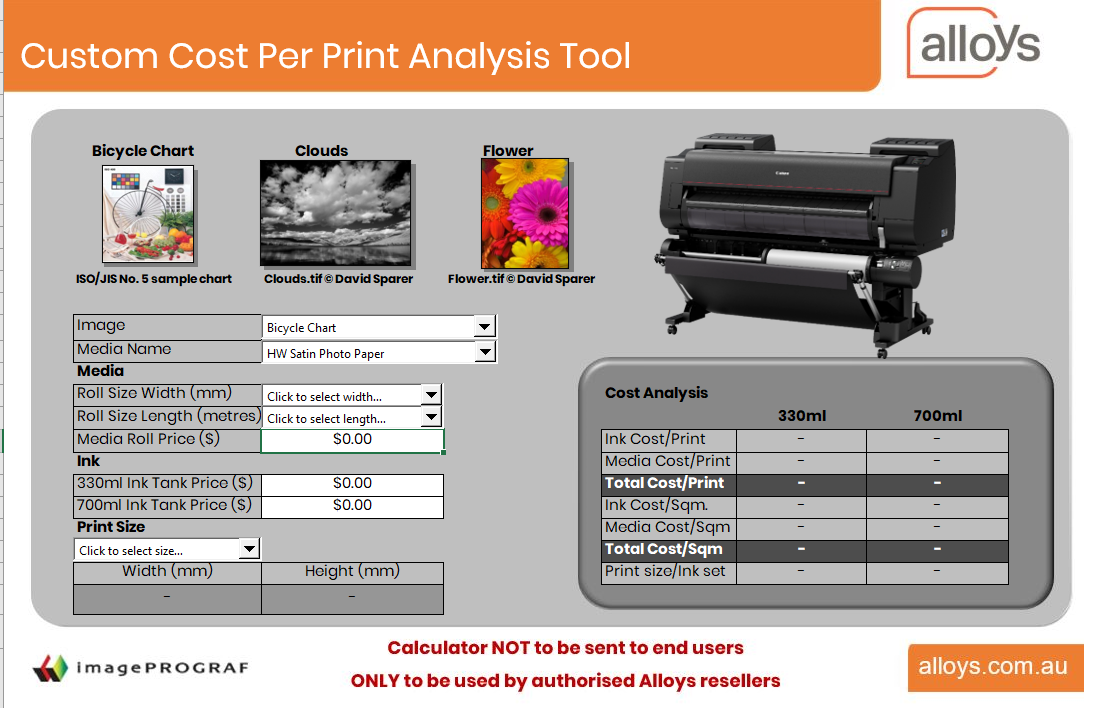 Custom Cost Per Print Analysis Tool
alloys
Bicycle Chart
Clouds
Flower
ISO/JIS No. 5 sample chart
Clouds.tif © David Sparer
Flower.tif © David Sparer
Canon
Image
Bicycle Chart
Media Name
HW Satin Photo Paper
Media
Roll Size Width (mm)
Click to select width...
Roll Size Length (metres)
Click to select length...
Media Roll Price ($)
$0.00
Ink
330ml Ink Tank Price ($)
$0.00
700ml Ink Tank Price ($)
$0.00
Print Size
Click to select size...
Width (mm) Height (mm)
- -
Cost Analysis
330ml 700ml
Ink Cost/Print - -
Media Cost/Print - -
Total Cost/Print - -
Ink Cost/Sqm. - -
Media Cost/Sqm - -
Total Cost/Sqm - -
Print size/Ink set - -
imagePROGRAF
Calculator NOT to be sent to end users
ONLY to be used by authorised Alloys resellers
alloys.com.au